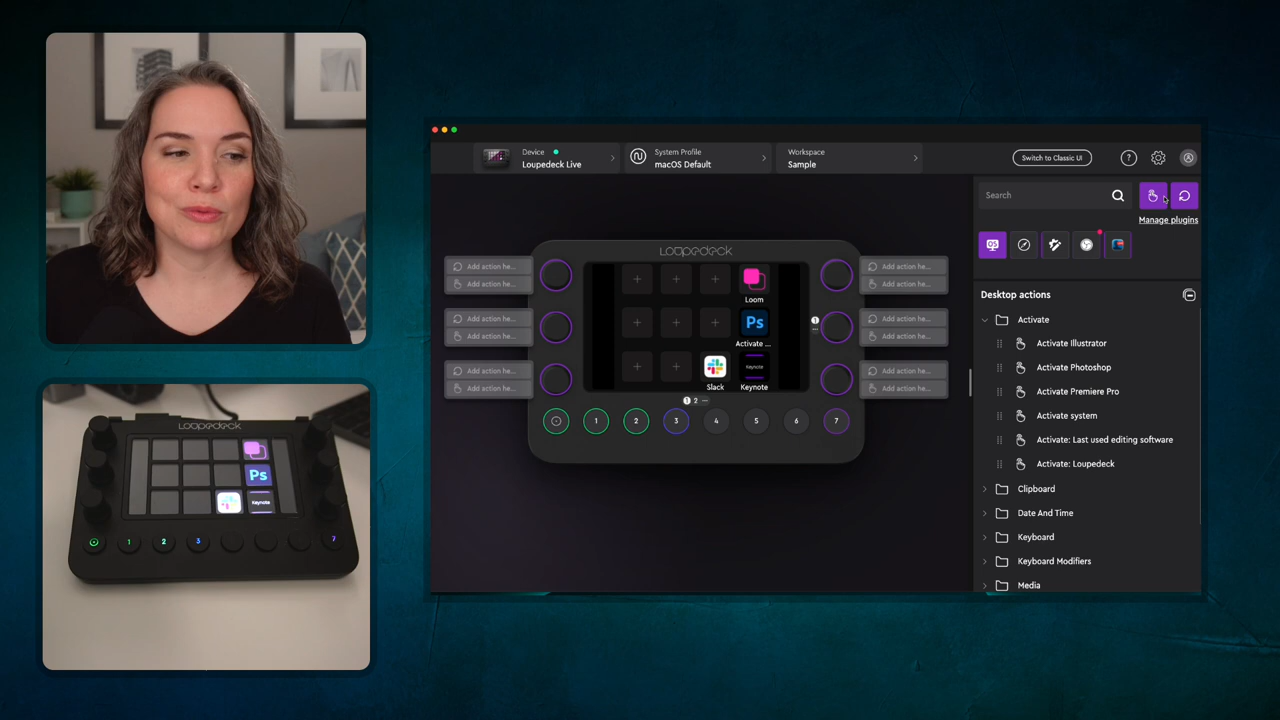 Device
Loupedeck Live
System Profile
macOS Default
Workspace
Sample
Switch to Classic UI
?
Search
Manage plugins
Loupedeck
Add action he...
Add action he...
Add action he...
Add action he...
Add action he...
Add action he...
Add action he...
Add action he...
Add action he...
Add action he...
Add action he...
Add action he...
+ + +
Loom
+ + +
Ps
Activate ...
+ +
Slack
Keynote
Keynote
1
...
1 2 ...
1 2 3 4 5 6 7
Desktop actions
Activate
Activate Illustrator
Activate Photoshop
Activate Premiere Pro
Activate system
Activate: Last used editing software
Activate: Loupedeck
Clipboard
Date And Time
Keyboard
Keyboard Modifiers
Media
Loupedeck
Ps
Keynote
1 2 3 7